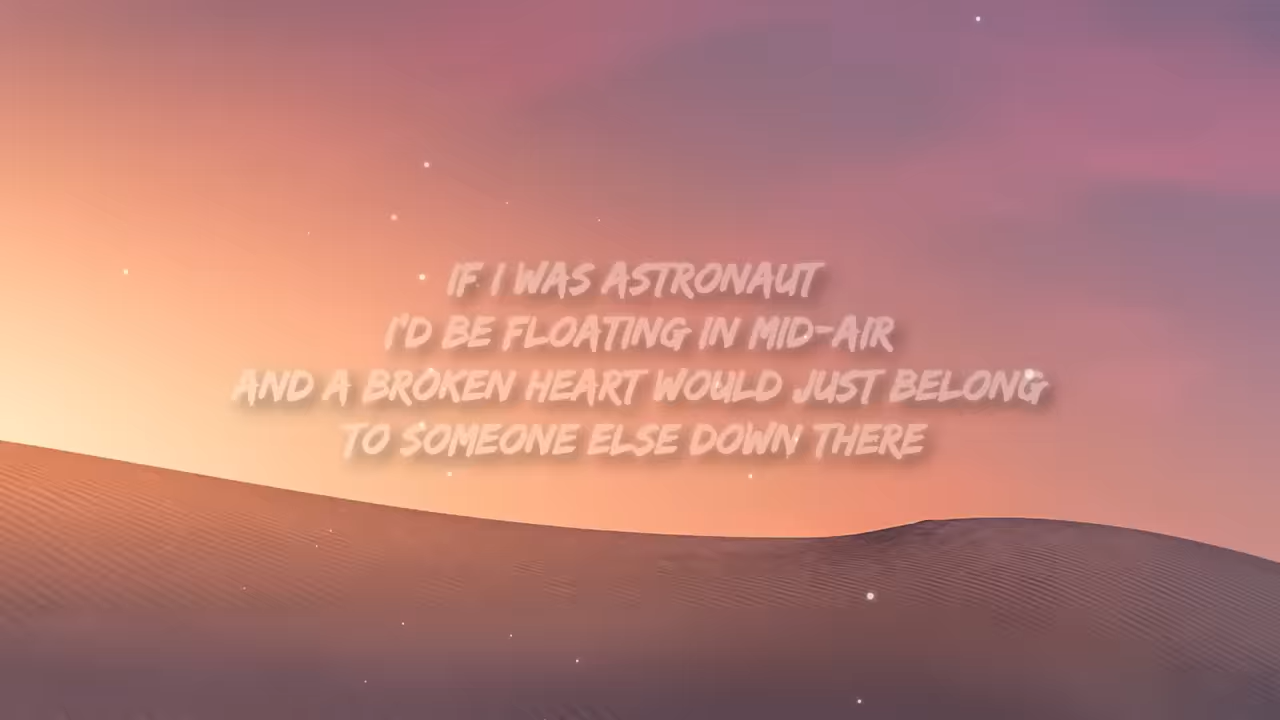 IF I WAS ASTRONAUT
I'D BE FLOATING IN MID-AIR
AND A BROKEN HEART WOULD JUST BELONG
TO SOMEONE ELSE DOWN THERE